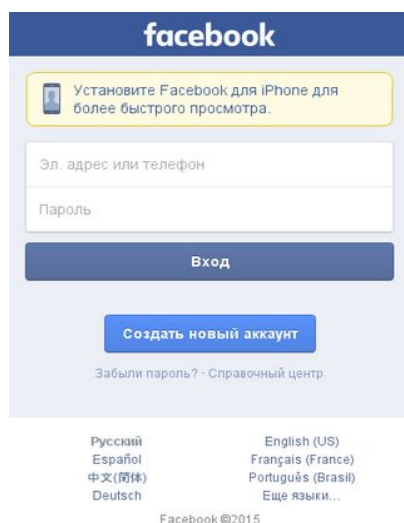 facebook
Установите Facebook для iPhone для
более быстрого просмотра.
Эл. адрес или телефон
Пароль
Вход
Создать новый аккаунт
Забыли пароль? · Справочный центр
Русский English (US)
Español Français (France)
中文(简体) Português (Brasil)
Deutsch Еще языки...
Facebook ©2015